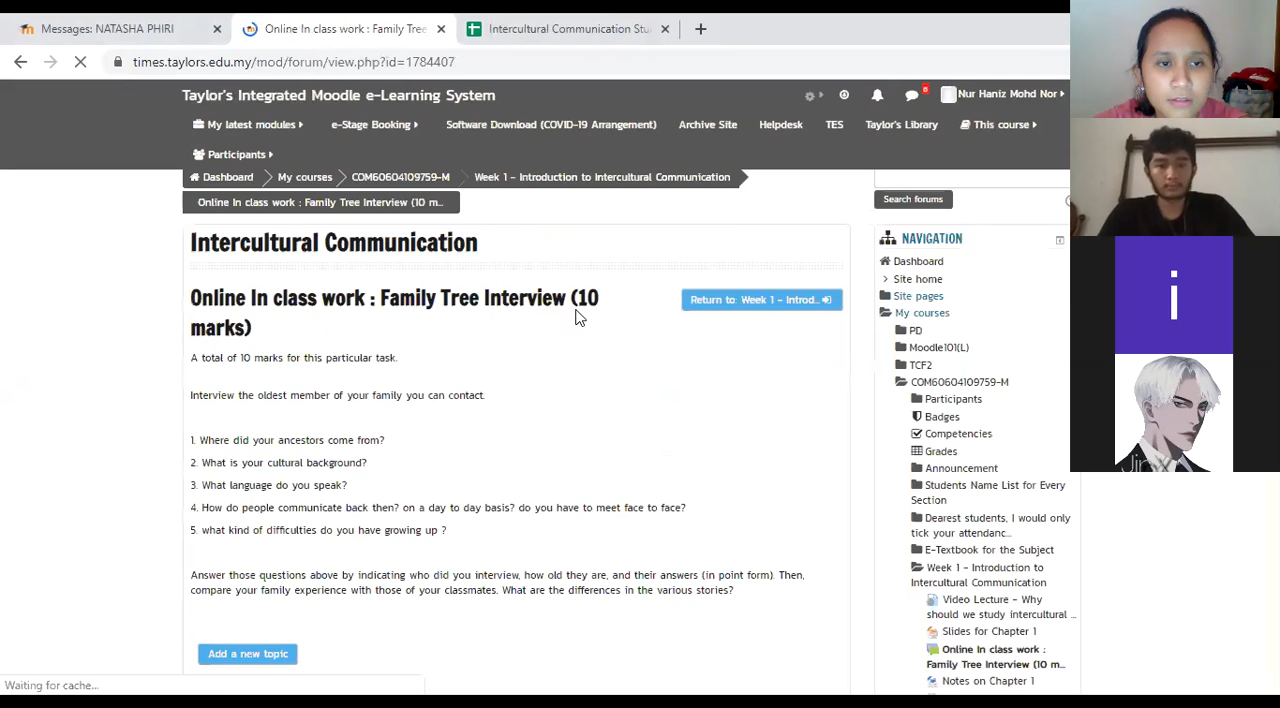 Messages: NATASHA PHIRI
Online In class work : Family Tree
Intercultural Communication Stu
times.taylors.edu.my/mod/forum/view.php?id=1784407
Taylor's Integrated Moodle e-Learning System
8
Nur Haniz Mohd Nor
My latest modules
e-Stage Booking
Software Download (COVID-19 Arrangement)
Archive Site
Helpdesk
TES
Taylor's Library
This course
Participants
Dashboard
My courses
COM60604109759-M
Week 1 - Introduction to Intercultural Communication
Online In class work : Family Tree Interview (10 m...
Search forums
Intercultural Communication
Online In class work : Family Tree Interview (10
marks)
Return to: Week 1 - Introd...
A total of 10 marks for this particular task.
Interview the oldest member of your family you can contact.
1. Where did your ancestors come from?
2. What is your cultural background?
3. What language do you speak?
4. How do people communicate back then? on a day to day basis? do you have to meet face to face?
5. what kind of difficulties do you have growing up ?
Answer those questions above by indicating who did you interview, how old they are, and their answers (in point form). Then,
compare your family experience with those of your classmates. What are the differences in the various stories?
Add a new topic
Waiting for cache...
NAVIGATION
Dashboard
Site home
Site pages
My courses
PD
Moodle101(L)
TCF2
COM60604109759-M
Participants
Badges
Competencies
Grades
Announcement
Students Name List for Every
Section
Dearest students, I would only
tick your attendanc...
E-Textbook for the Subject
Week 1 - Introduction to
Intercultural Communication
Video Lecture - Why
should we study intercultural ...
Slides for Chapter 1
Online In class work :
Family Tree Interview (10 m...
Notes on Chapter 1
i